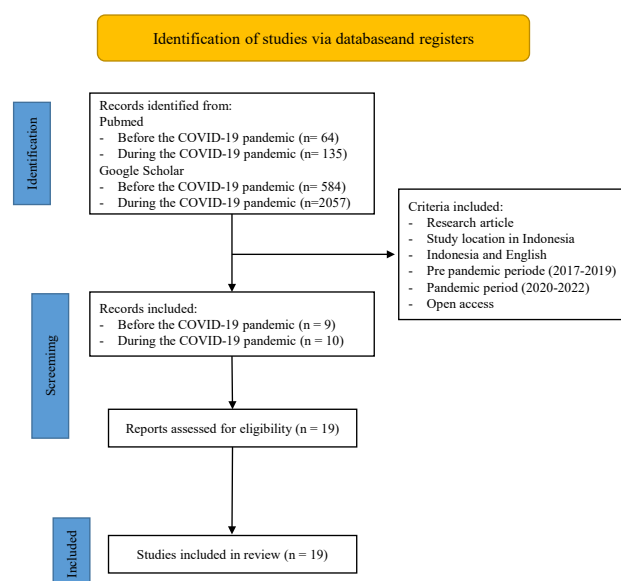 Identification of studies via databaseand registers
Identification
Records identified from:
Pubmed
- Before the COVID-19 pandemic (n= 64)
- During the COVID-19 pandemic (n= 135)
Google Scholar
- Before the COVID-19 pandemic (n= 584)
- During the COVID-19 pandemic (n=2057)
Criteria included:
- Research article
- Study location in Indonesia
- Indonesia and English
- Pre pandemic periode (2017-2019)
- Pandemic period (2020-2022)
- Open access
Screeimg
Records included:
- Before the COVID-19 pandemic (n = 9)
- During the COVID-19 pandemic (n = 10)
Reports assessed for eligibility (n = 19)
Included
Studies included in review (n = 19)